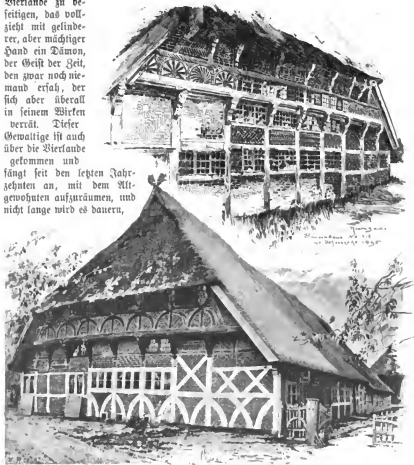 Vierlande zu be-
seitigen, das voll-
zieht mit gelinde-
rer, aber mächtiger
Hand ein Dämon,
der Geist der Zeit,
den zwar noch nie-
mand ersah, der
sich aber überall
in seinem Wirken
verrät. Dieser
Gewaltige ist auch
über die Vierlande
gekommen und
fängt seit den letzten Jahr-
zehnten an, mit dem Alt-
gewohnten aufzuräumen, und
nicht lange wird es dauern,